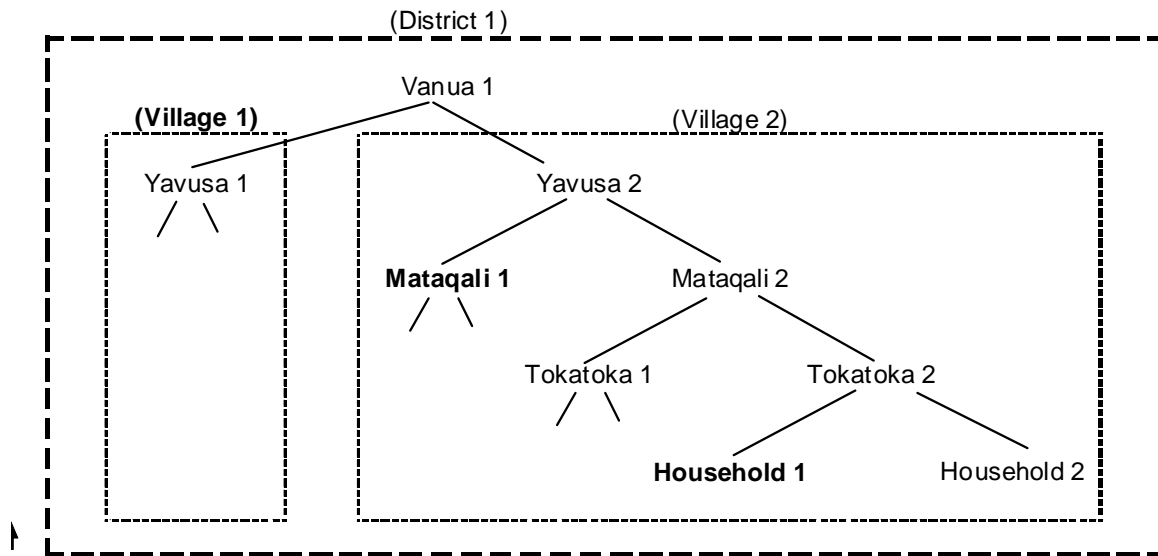 (District 1)
Vanua 1
(Village 1)
(Village 2)
Yavusa 1
Yavusa 2
Mataqali 1
Mataqali 2
Tokatoka 1
Tokatoka 2
Household 1
Household 2